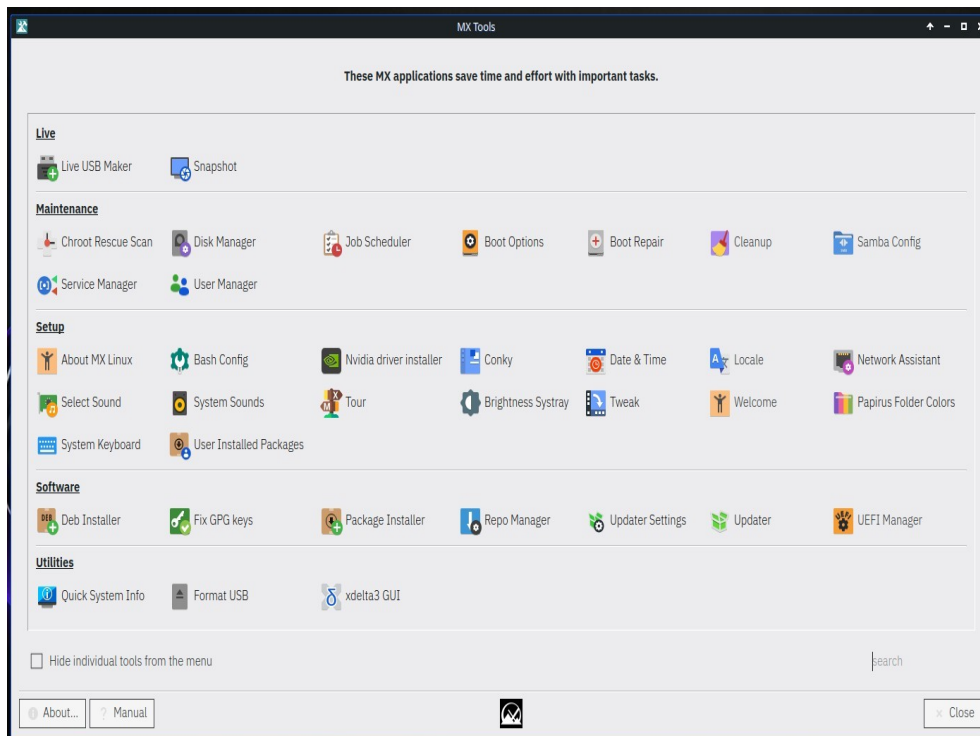 MX Tools
These MX applications save time and effort with important tasks.
Live
Live USB Maker Snapshot
Maintenance
Chroot Rescue Scan Disk Manager Job Scheduler Boot Options Boot Repair Cleanup Samba Config
Service Manager User Manager
Setup
About MX Linux Bash Config Nvidia driver installer Conky Date & Time Locale Network Assistant
Select Sound System Sounds Tour Brightness Systray Tweak Welcome Papirus Folder Colors
System Keyboard User Installed Packages
Software
Deb Installer Fix GPG keys Package Installer Repo Manager Updater Settings Updater UEFI Manager
Utilities
Quick System Info Format USB xdelta3 GUI
Hide individual tools from the menu search
About... ? Manual Close